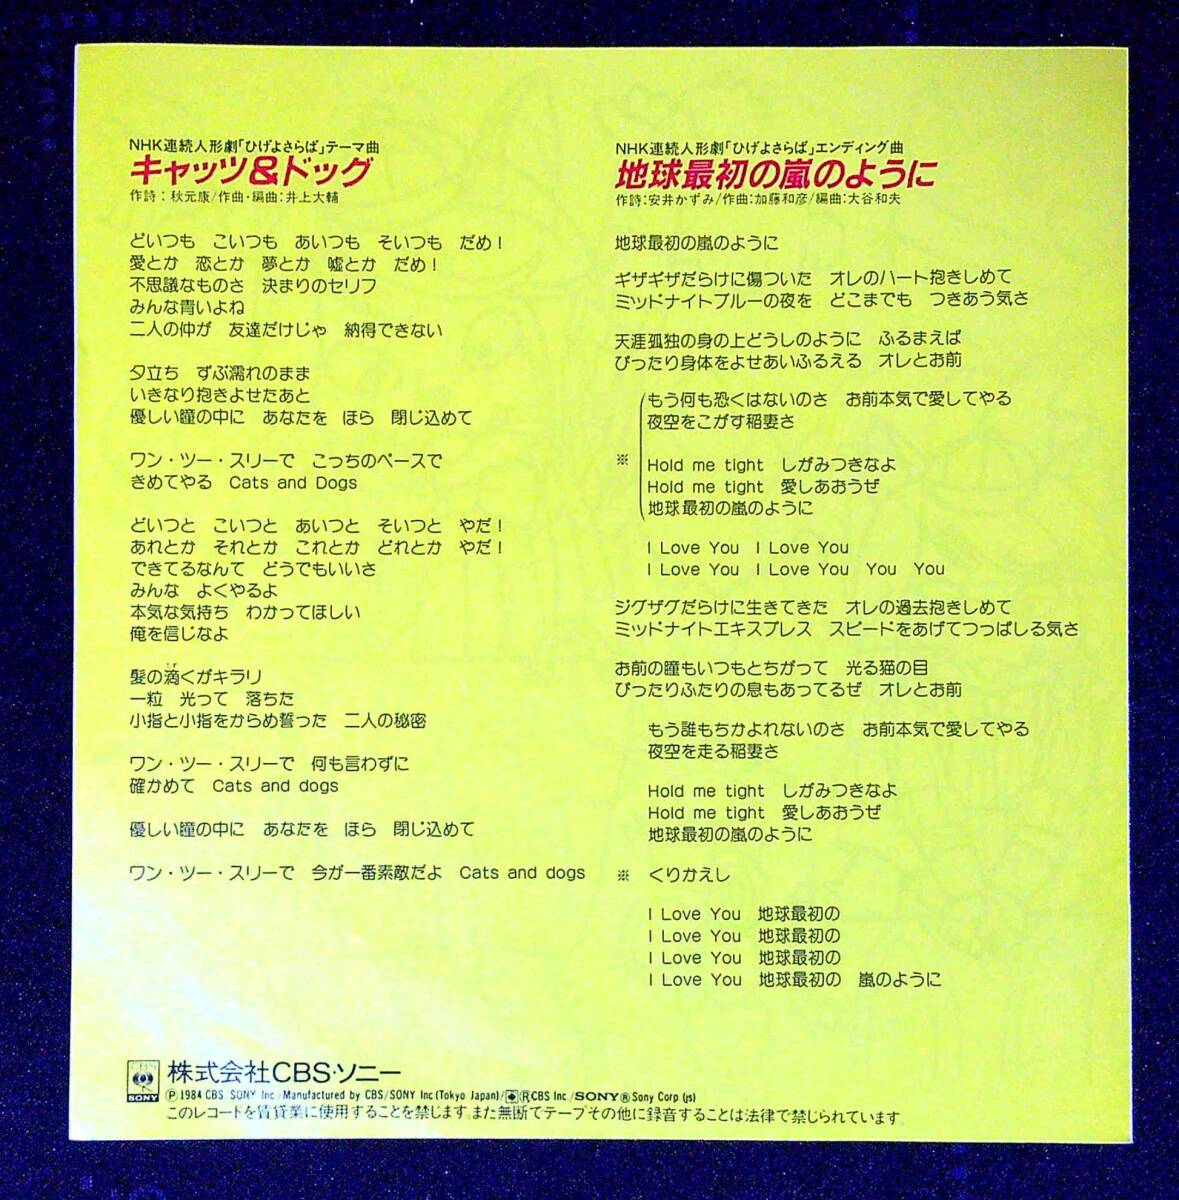 NHK連続人形劇「ひげよさらば」テーマ曲
キャッツ&ドッグ
作詩：秋元康/作曲・編曲：井上大輔
どいつも　こいつも　あいつも　そいつも　だめ！
愛とか　恋とか　夢とか　嘘とか　だめ！
不思議なものさ　決まりのセリフ
みんな青いよね
二人の仲が　友達だけじゃ　納得できない
夕立ち　ずぶ濡れのまま
いきなり抱きよせたあと
優しい瞳の中に　あなたを　ほら　閉じ込めて
ワン・ツー・スリーで　こっちのペースで
きめてやる　Cats and Dogs
どいつと　こいつと　あいつと　そいつと　やだ！
あれとか　それとか　これとか　どれとか　やだ！
できてるなんて　どうでもいいさ
みんな　よくやるよ
本気な気持ち　わかってほしい
俺を信じなよ
髪の滴くがキラリ
一粒　光って　落ちた
小指と小指をからめ誓った　二人の秘密
ワン・ツー・スリーで　何も言わずに
確かめて　Cats and dogs
優しい瞳の中に　あなたを　ほら　閉じ込めて
ワン・ツー・スリーで　今が一番素敵だよ　Cats and dogs
NHK連続人形劇「ひげよさらば」エンディング曲
地球最初の嵐のように
作詩：安井かずみ/作曲：加藤和彦/編曲：大谷和夫
地球最初の嵐のように
ギザギザだらけに傷ついた　オレのハート抱きしめて
ミッドナイトブルーの夜を　どこまでも　つきあう気さ
天涯孤独の身の上どうしのように　ふるまえば
ぴったり身体をよせあいふるえる　オレとお前
もう何も恐くはないのさ　お前本気で愛してやる
夜空をこがす稲妻さ
※
Hold me tight　しがみつきなよ
Hold me tight　愛しあおうぜ
地球最初の嵐のように
I Love You　I Love You
I Love You　I Love You　You　You
ジグザグだらけに生きてきた　オレの過去抱きしめて
ミッドナイトエキスプレス　スピードをあげてつっぱしる気さ
お前の瞳もいつもとちがって　光る猫の目
ぴったりふたりの息もあってるぜ　オレとお前
もう誰もちかよれないのさ　お前本気で愛してやる
夜空を走る稲妻さ
Hold me tight　しがみつきなよ
Hold me tight　愛しあおうぜ
地球最初の嵐のように
※　くりかえし
I Love You　地球最初の
I Love You　地球最初の
I Love You　地球最初の
I Love You　地球最初の　嵐のように
SONY 株式会社CBS・ソニー
Ⓟ1984 CBS/SONY Inc/Manufactured by CBS/SONY Inc(Tokyo Japan)/ⓇCBS Inc/SONY®Sony Corp (js)
このレコードを賃貸業に使用することを禁じます。また無断でテープその他に録音することは法律で禁じられています。